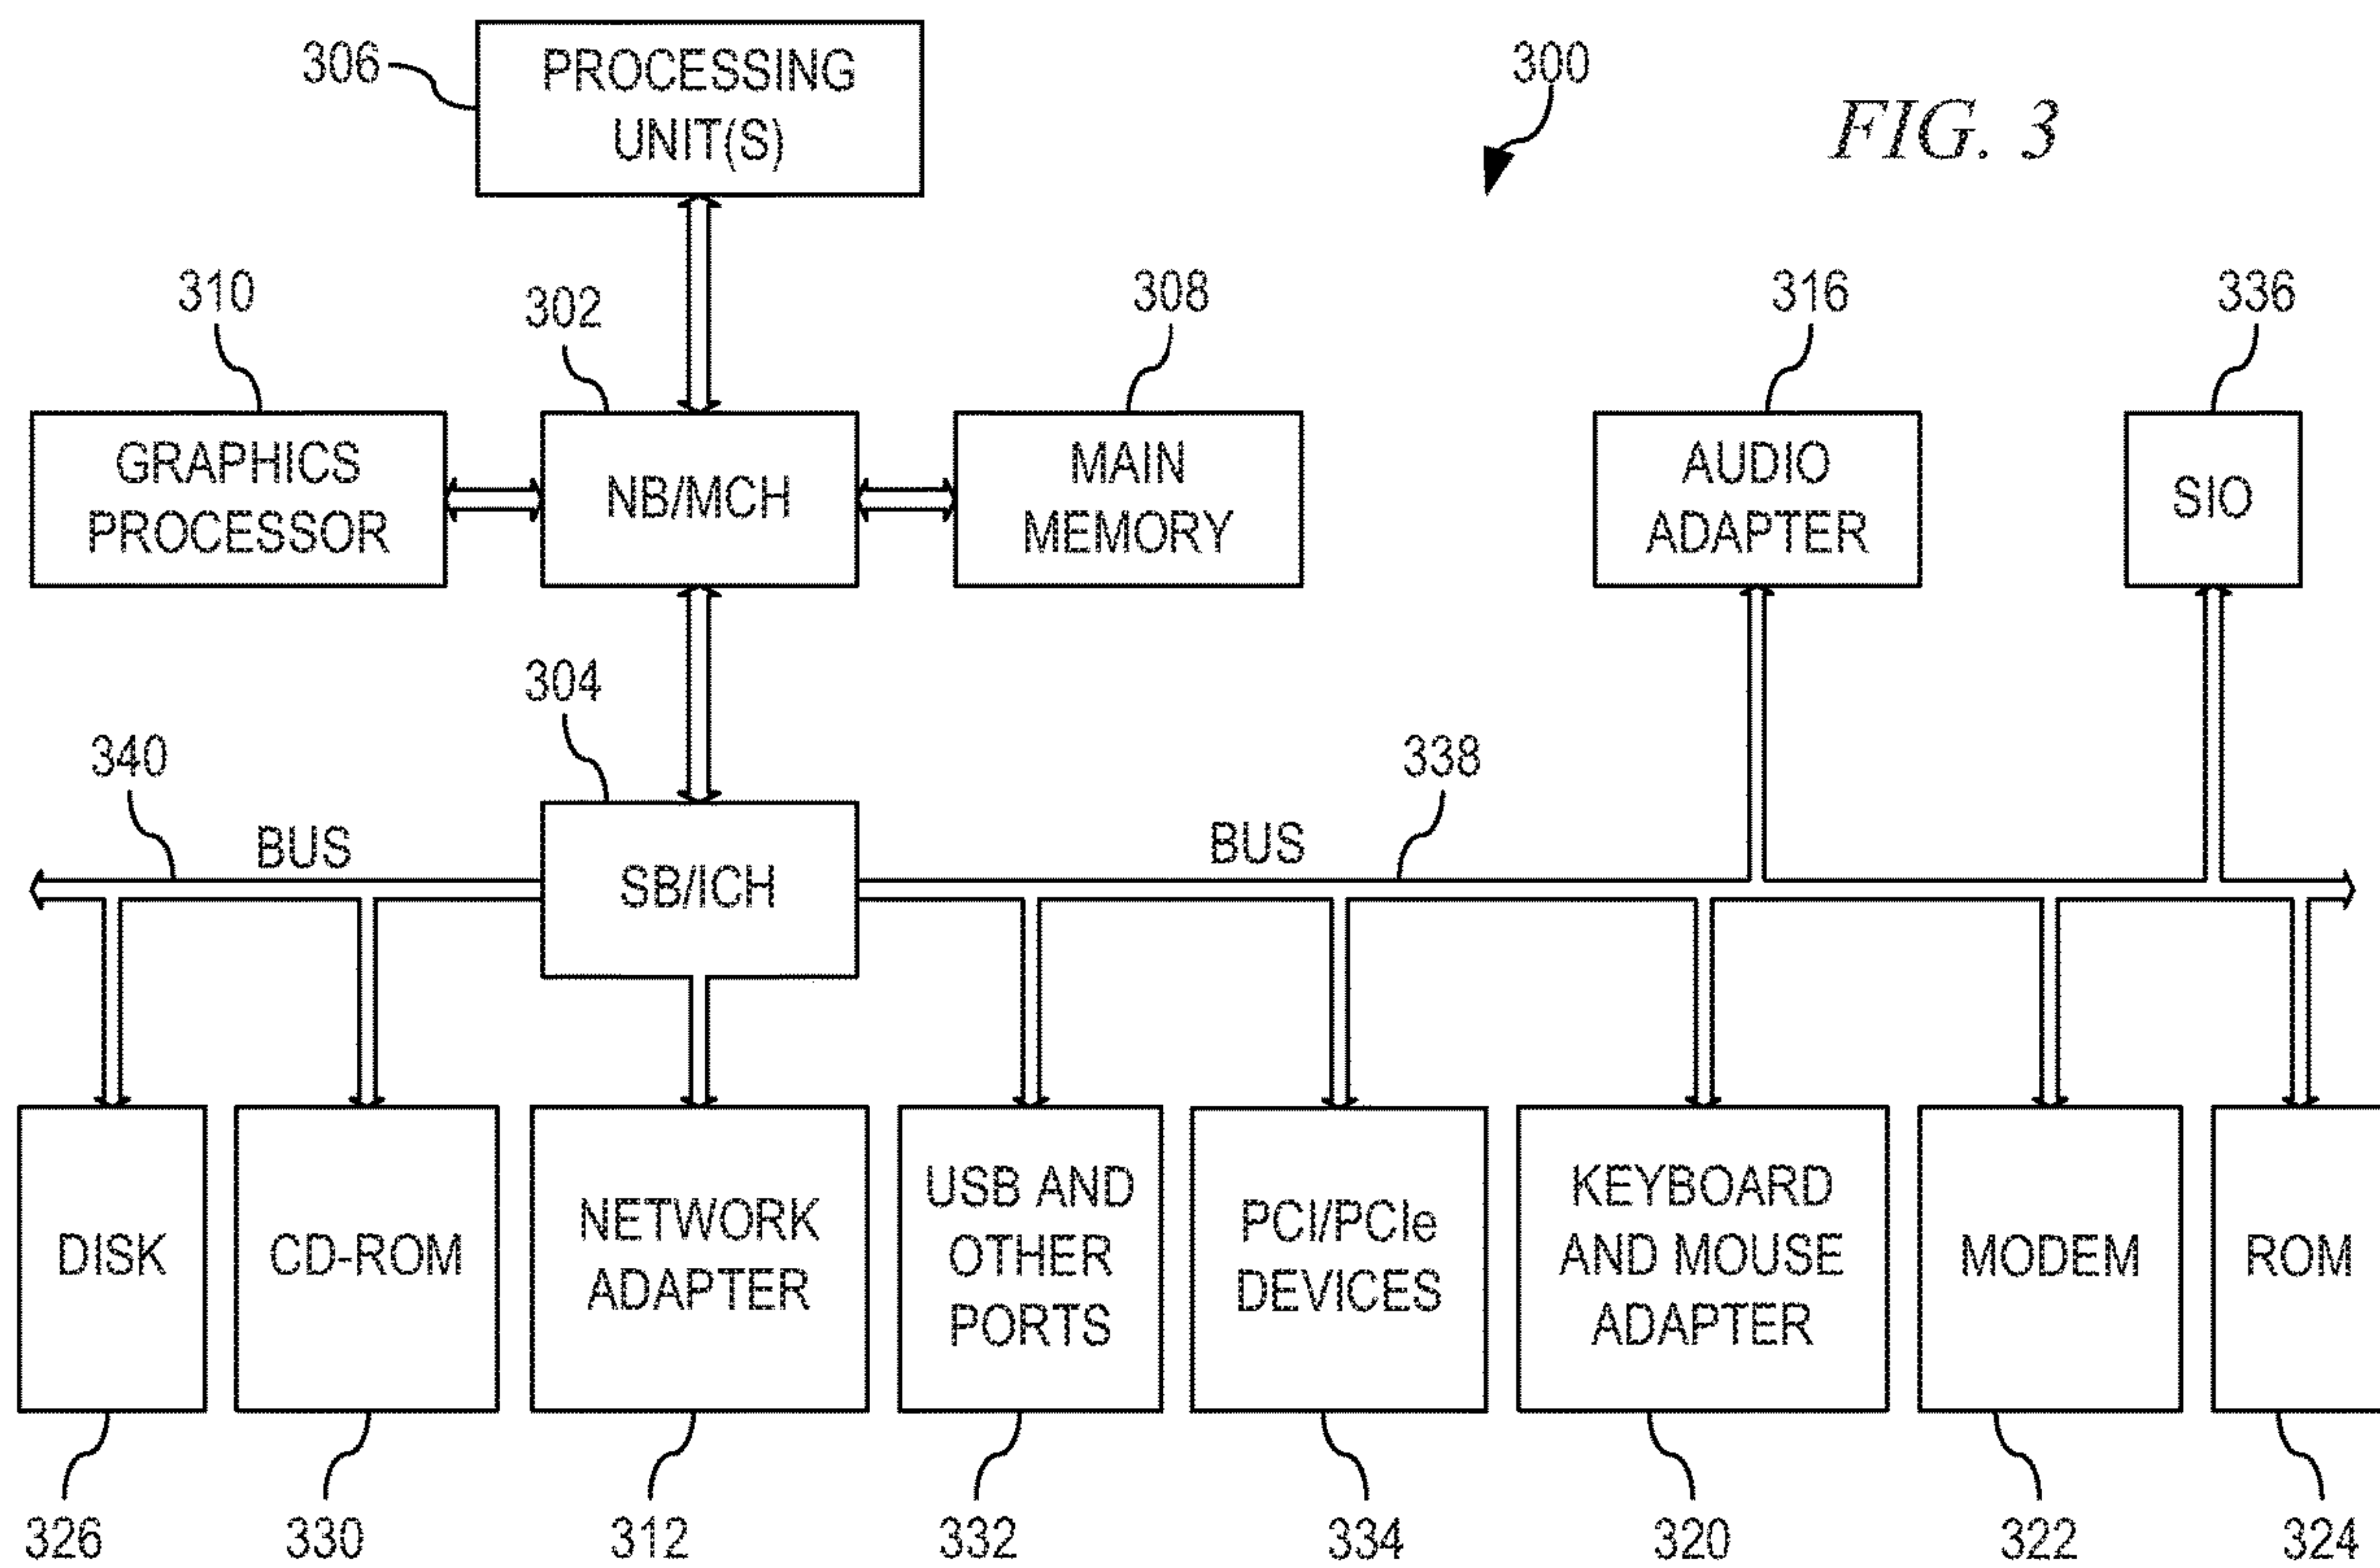 306
PROCESSING
UNIT(S)
300
FIG. 3
310
302
308
316
336
GRAPHICS
PROCESSOR
NB/MCH
MAIN
MEMORY
AUDIO
ADAPTER
SIO
304
340
BUS
SB/ICH
BUS
338
DISK
CD-ROM
NETWORK
ADAPTER
USB AND
OTHER
PORTS
PCI/PCIe
DEVICES
KEYBOARD
AND MOUSE
ADAPTER
MODEM
ROM
326
330
312
332
334
320
322
324